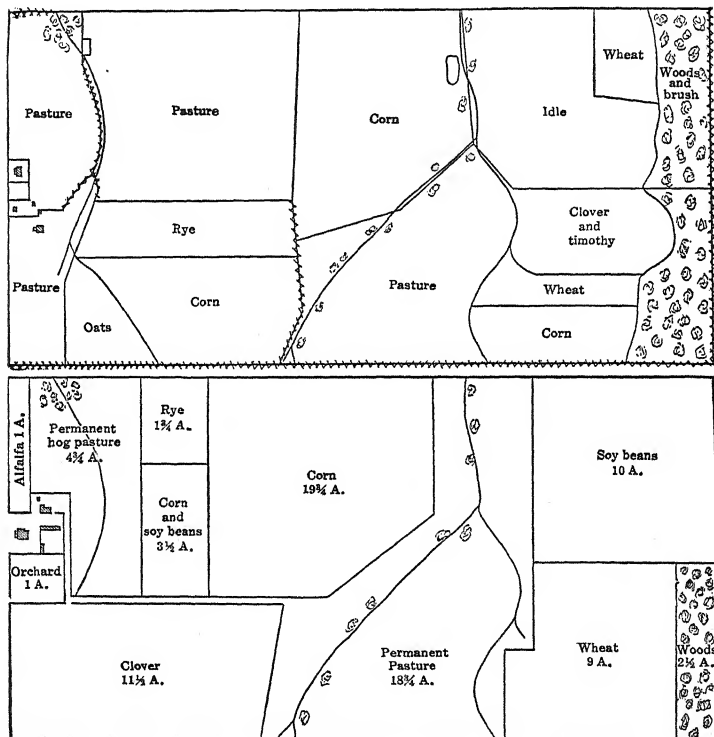 Wheat
Woods
and
brush
Pasture
Pasture
Corn
Idle
Rye
Clover
and
timothy
Pasture
Pasture
Wheat
Corn
Oats
Corn
Alfalfa 1 A.
Permanent
hog pasture
4¾ A.
Rye
1¾ A.
Corn
19¾ A.
Soy beans
10 A.
Corn
and
soy beans
3½ A.
Orchard
1 A.
Clover
11½ A.
Permanent
Pasture
18¾ A.
Wheat
9 A.
Woods
2½ A.